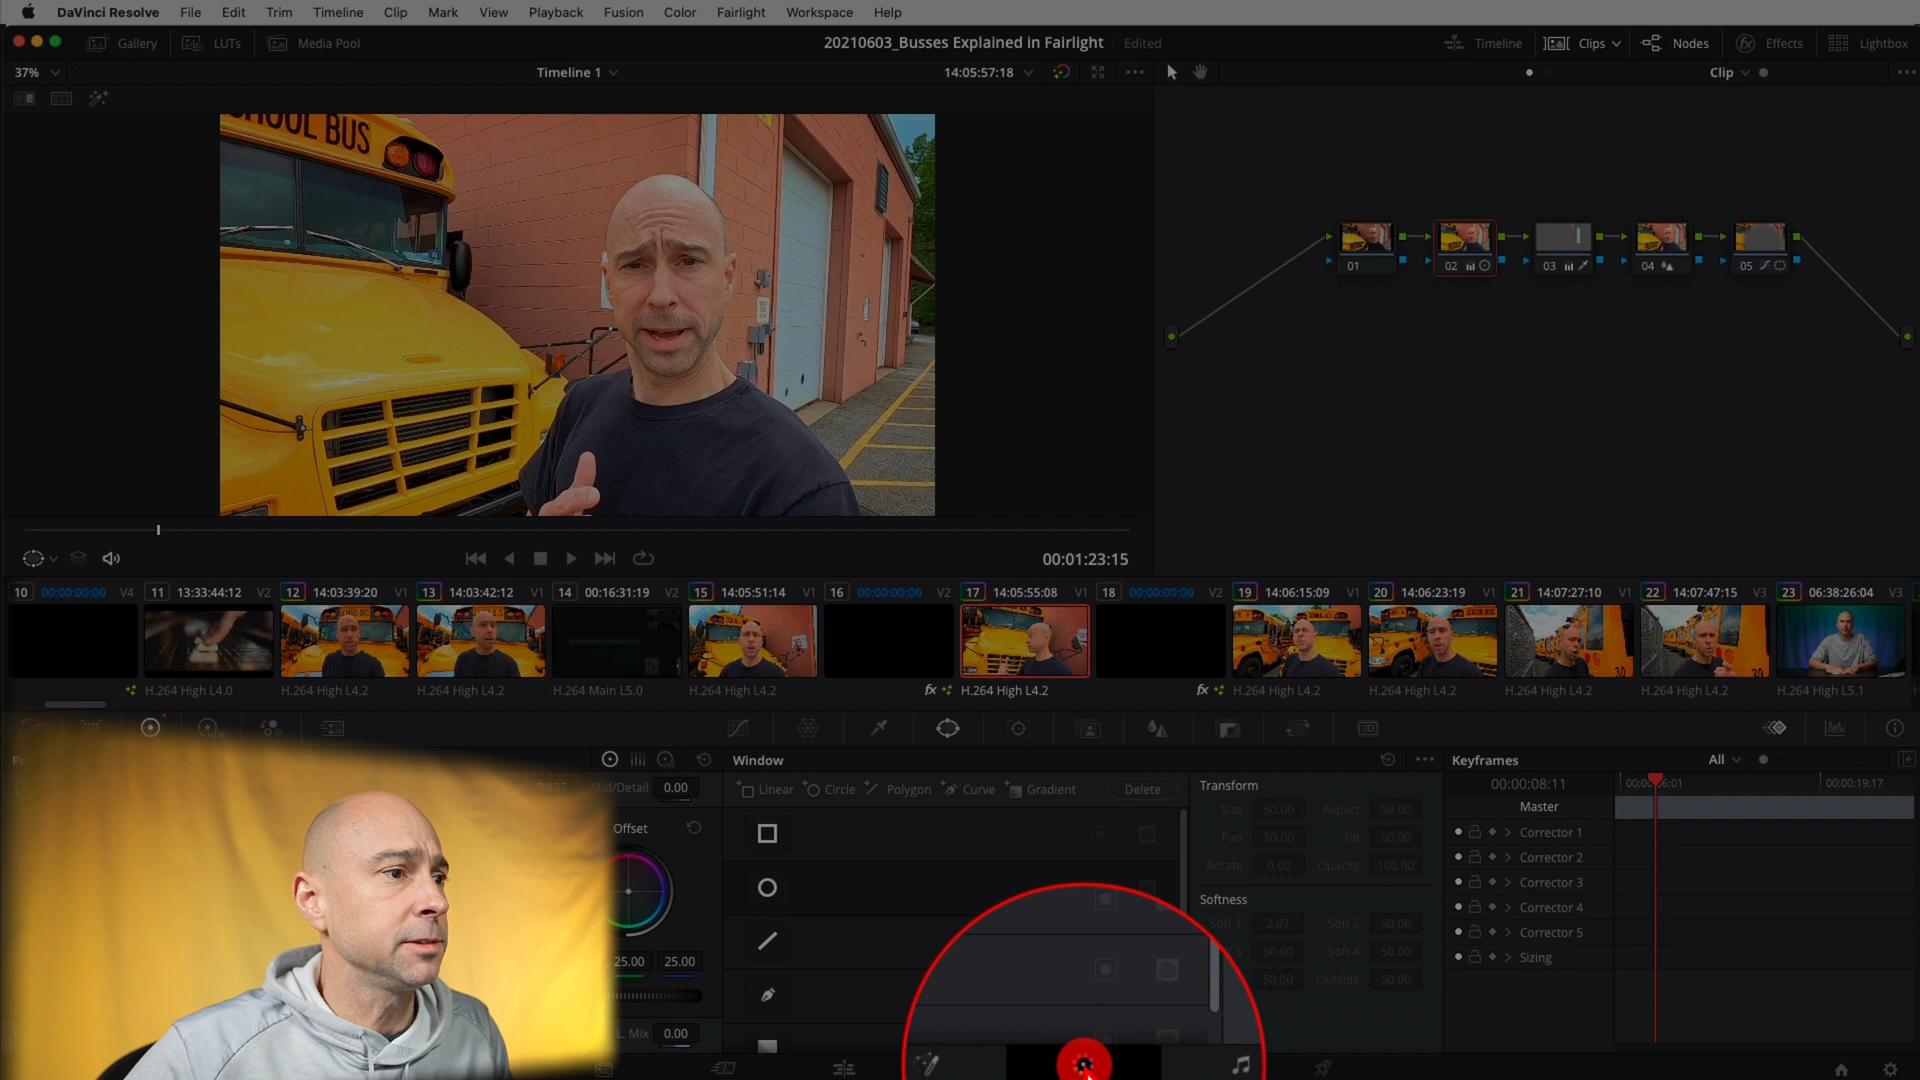 DaVinci Resolve File Edit Trim Timeline Clip Mark View Playback Fusion Color Fairlight Workspace Help
Gallery LUTs Media Pool 20210603_Busses Explained in Fairlight Edited Timeline Clips Nodes Effects Lightbox
37% Timeline 1 14:05:57:18 Clip
SCHOOL BUS
01 02 03 04 05
00:01:23:15
10 00:00:00:00 V4 11 13:33:44:12 V2 12 14:03:39:20 V1 13 14:03:42:12 V1 14 00:16:31:19 V2 15 14:05:51:14 V1 16 00:00:00:00 V2 17 14:05:55:08 V1 18 00:00:00:00 V2 19 14:06:15:09 V1 20 14:06:23:19 V1 21 14:07:27:10 V1 22 14:07:47:15 V3 23 06:38:26:04 V3
H.264 High L4.0 H.264 High L4.2 H.264 High L4.2 H.264 Main L5.0 H.264 High L4.2 fx H.264 High L4.2 fx H.264 High L4.2 H.264 High L4.2 H.264 High L4.2 H.264 High L4.2 H.264 High L5.1
Window Keyframes All
Mid/Detail 0.00 Linear Circle Polygon Curve Gradient Delete Transform 00:00:08:11 00:00:19:17
Size 50.00 Aspect 50.00 Master
Offset Pan 50.00 Tilt 50.00 Corrector 1
Rotate 0.00 Opacity 100.00 Corrector 2
Softness Corrector 3
Soft 1 2.07 Soft 2 50.00 Corrector 4
25.00 25.00 50.00 Soft 4 50.00 Corrector 5
50.00 Outside 50.00 Sizing
L. Mix 0.00